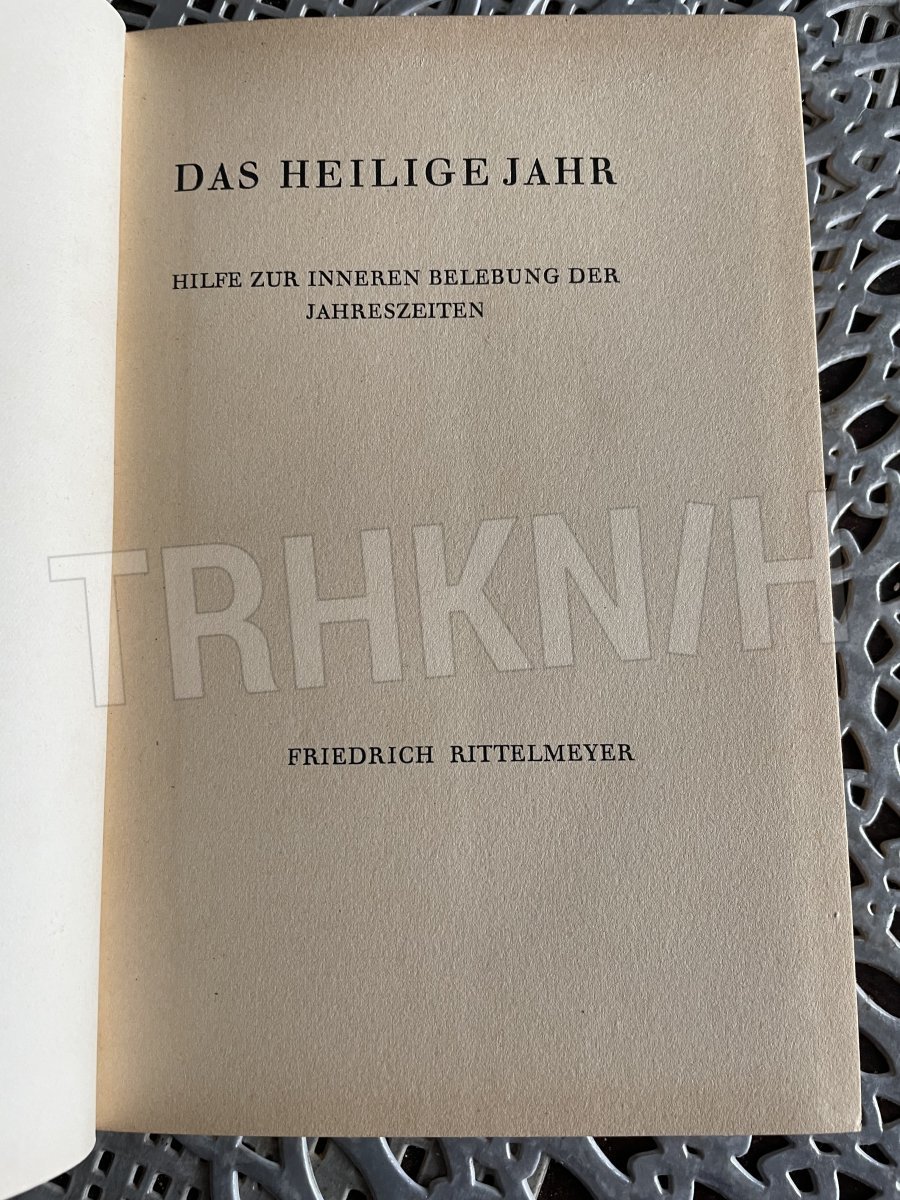 DAS HEILIGE JAHR
HILFE ZUR INNEREN BELEBUNG DER
JAHRESZEITEN
TRHKN/H
FRIEDRICH RITTELMEYER